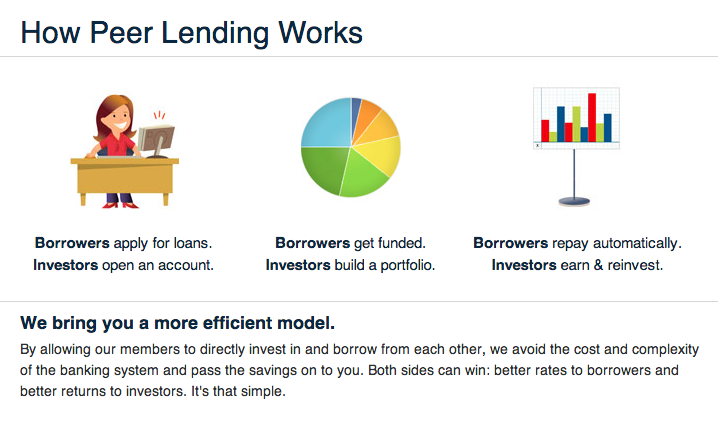 How Peer Lending Works
Borrowers apply for loans.
Investors open an account.
Borrowers get funded.
Investors build a portfolio.
Borrowers repay automatically.
Investors earn & reinvest.
We bring you a more efficient model.
By allowing our members to directly invest in and borrow from each other, we avoid the cost and complexity
of the banking system and pass the savings on to you. Both sides can win: better rates to borrowers and
better returns to investors. It's that simple.